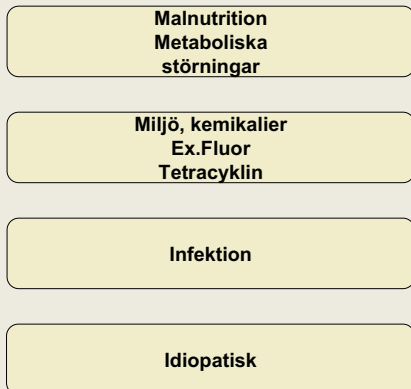 Malnutrition
Metaboliska
störningar
Miljö, kemikalier
Ex.Fluor
Tetracyklin
Infektion
Idiopatisk